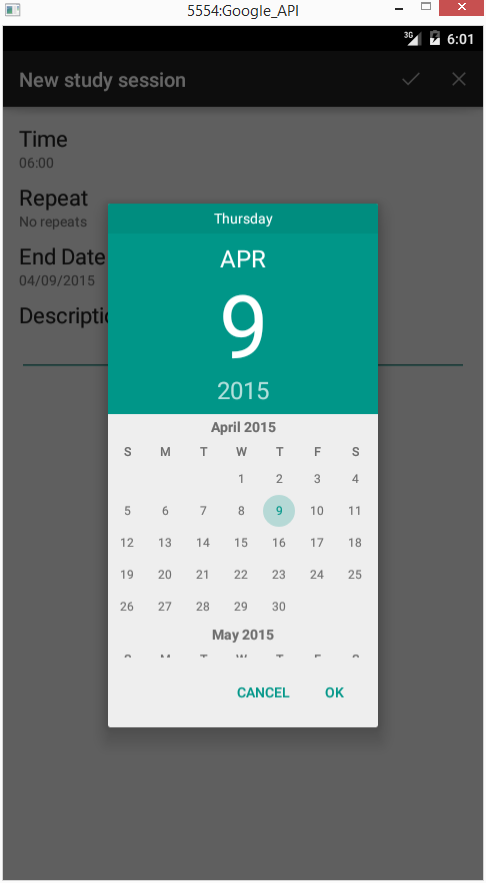 5554:Google_API
3G 6:01
New study session
Time
06:00
Repeat
No repeats
End Date
04/09/2015
Descriptio
Thursday
APR
9
2015
April 2015
S M T W T F S
1 2 3 4
5 6 7 8 9 10 11
12 13 14 15 16 17 18
19 20 21 22 23 24 25
26 27 28 29 30
May 2015
S M T W T F S
CANCEL OK